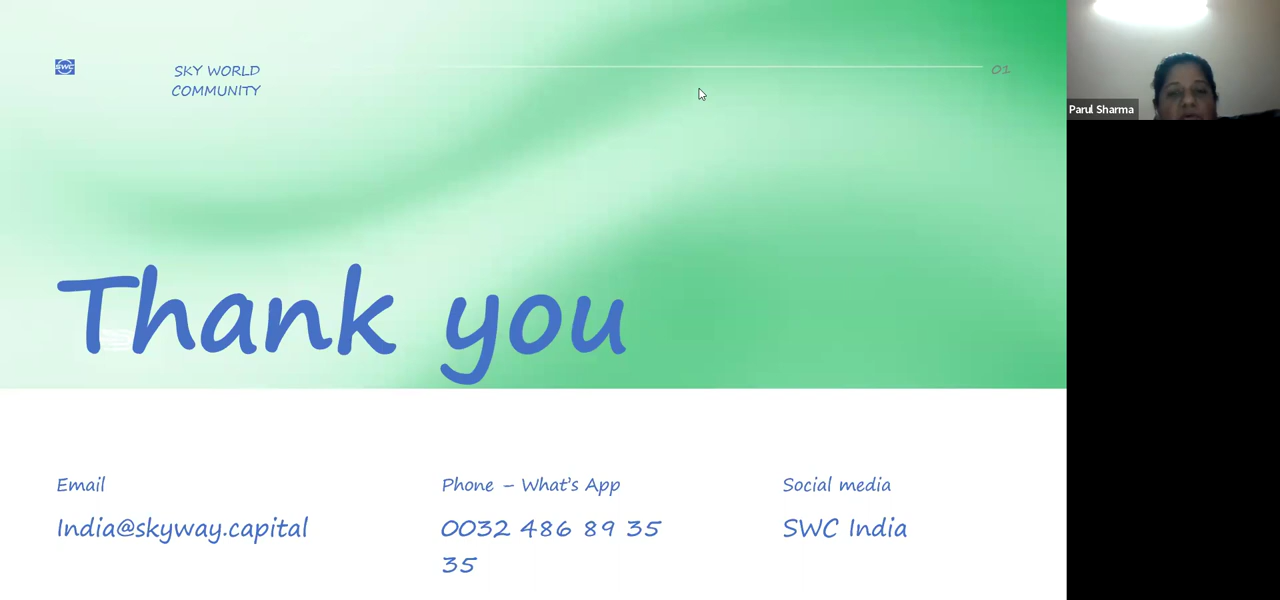 SWC
SKY WORLD
COMMUNITY
01
Parul Sharma
Thank you
Email
Phone – What's App
Social media
India@skyway.capital
0032 486 89 35
35
SWC India